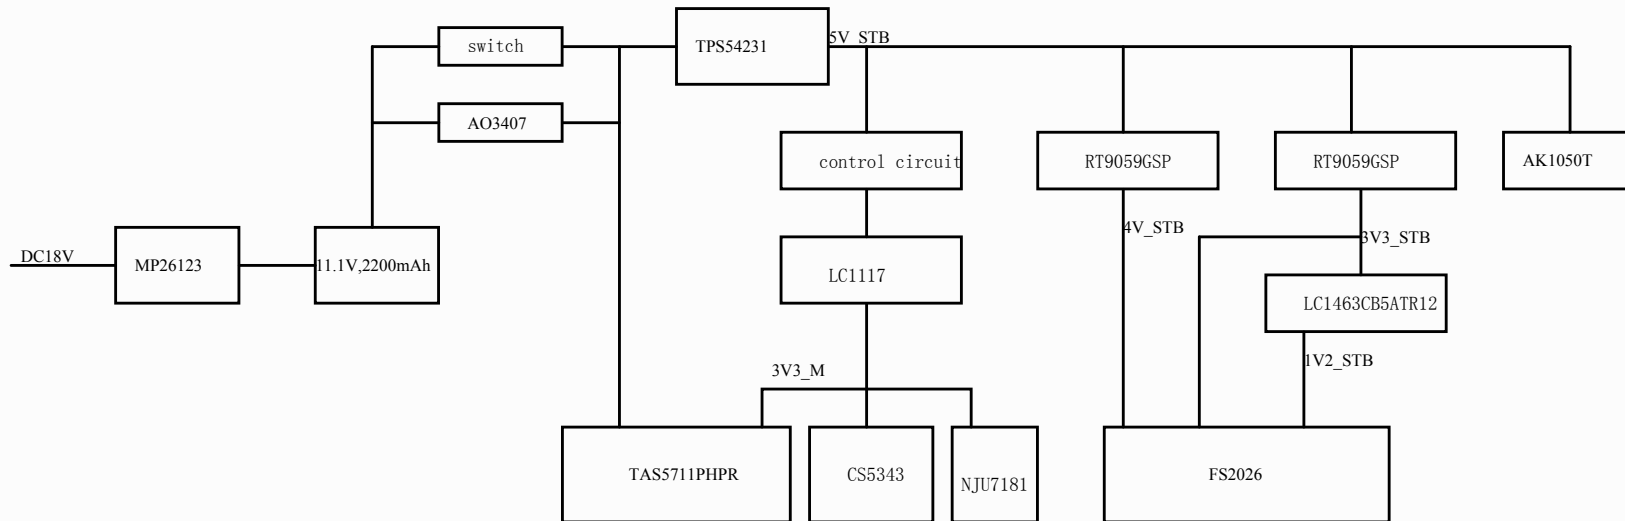 switch
TPS54231
5V_STB
AO3407
control circuit
RT9059GSP
RT9059GSP
AK1050T
DC18V
MP26123
11.1V,2200mAh
4V_STB
3V3_STB
LC1117
LC1463CB5ATR12
3V3_M
1V2_STB
TAS5711PHPR
CS5343
NJU7181
FS2026